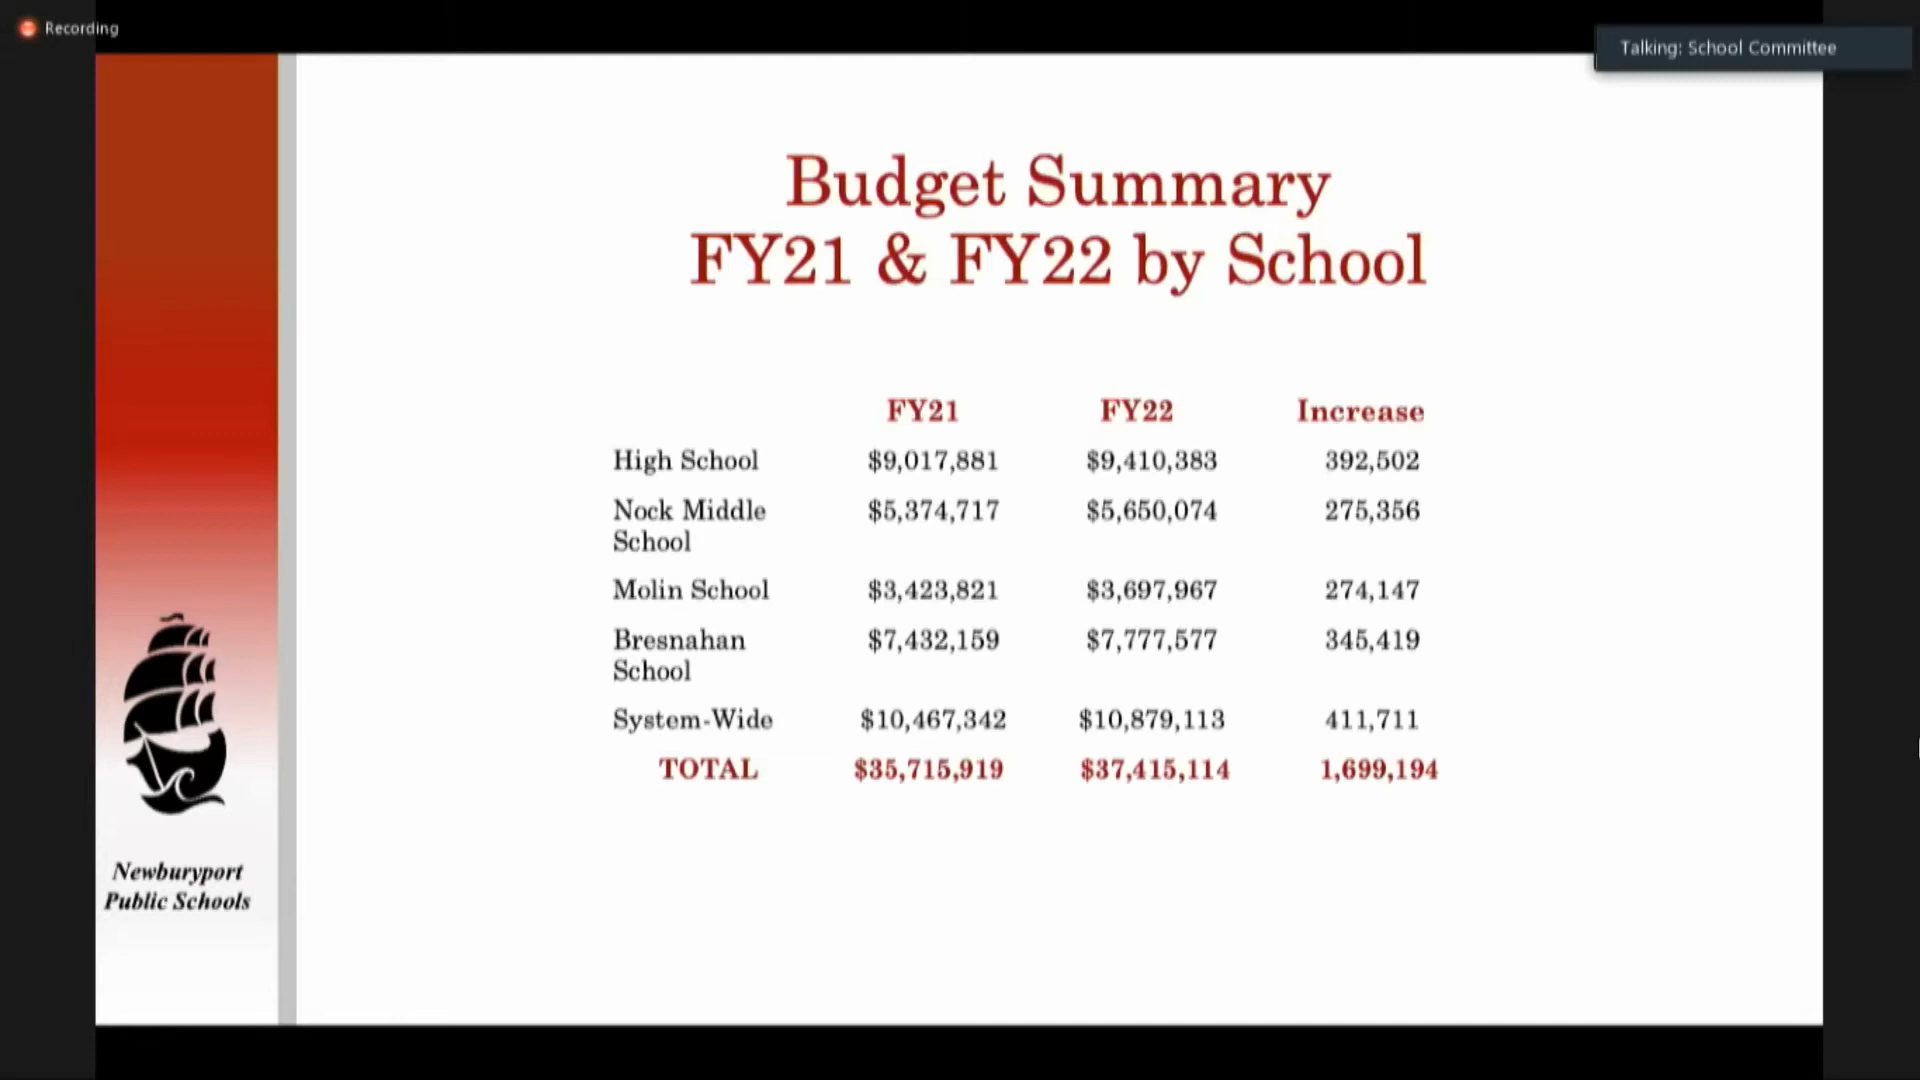 Recording
Talking: School Committee
Budget Summary
FY21 & FY22 by School
FY21 FY22 Increase
High School $9,017,881 $9,410,383 392,502
Nock Middle $5,374,717 $5,650,074 275,356
School
Molin School $3,423,821 $3,697,967 274,147
Bresnahan $7,432,159 $7,777,577 345,419
School
System-Wide $10,467,342 $10,879,113 411,711
TOTAL $35,715,919 $37,415,114 1,699,194
Newburyport
Public Schools